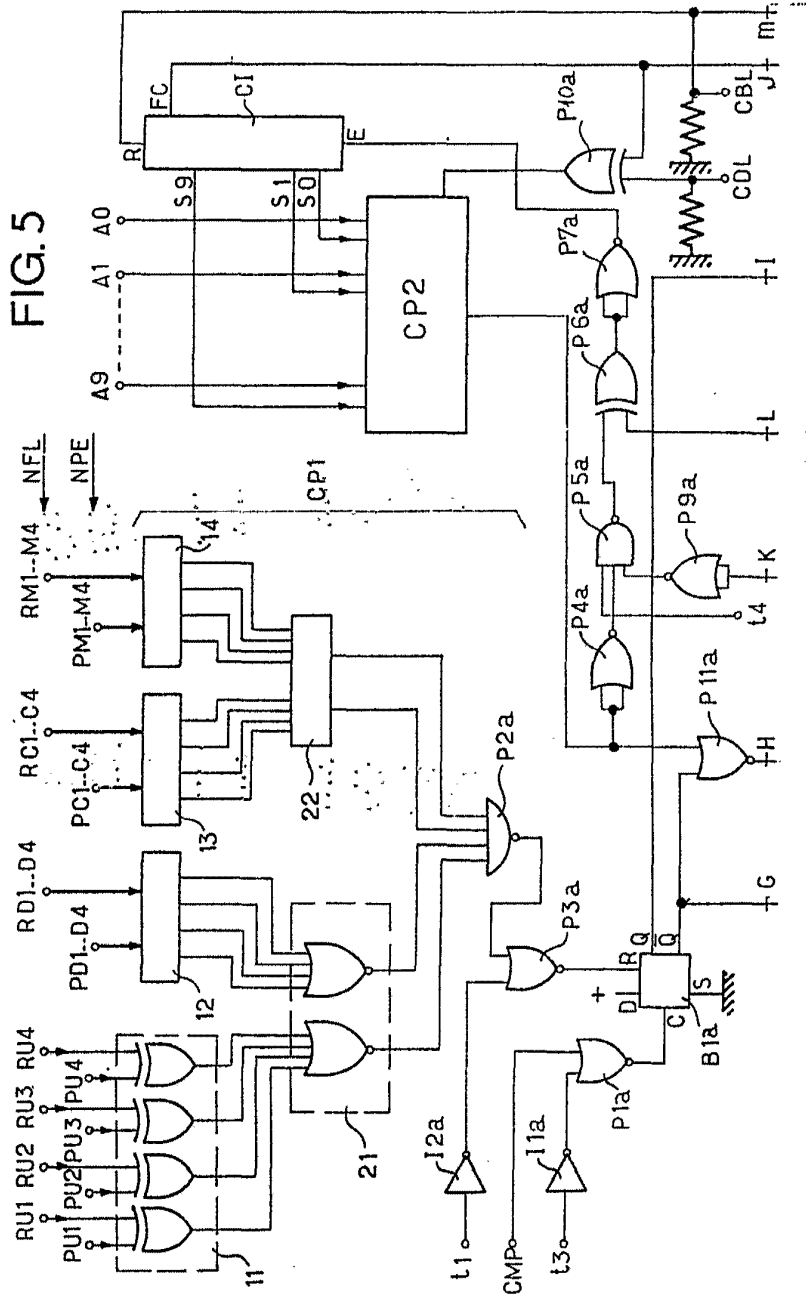 FIG. 5
NFL
NPE
RM1--M4
PM1-M4
RC1--C4
PC1-C4
RD1--D4
PD1--D4
RU4
PU4
RU3
PU3
RU2
PU2
RU1
PU1
A9
A1
A0
14
13
12
11
22
21
CP1
S9
S1
S0
R
FC
CI
E
CP2
P10a
P7a
P6a
P5a
P4a
P9a
P2a
P3a
P11a
I2a
I1a
P1a
t1
CMP
t3
t4
+
D
R
Q
Q
C
S
B1a
G
H
K
L
I
CDL
CBL
J
m